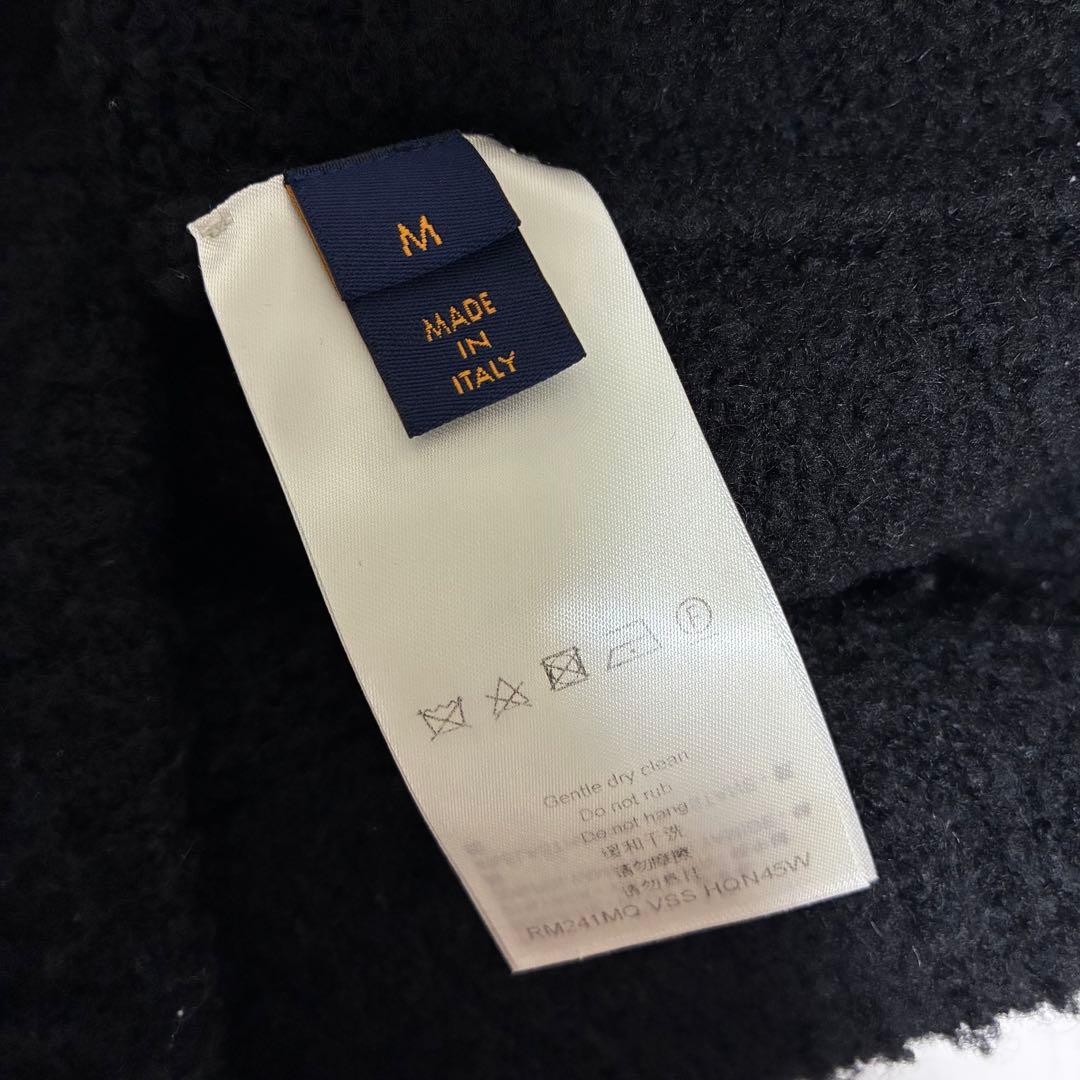 M
MADE
IN
ITALY
F
Gentle dry clean
Do not rub
Do not hang
缓和干洗
请勿摩擦
请勿悬挂
RM241MQ VSS HQN45W